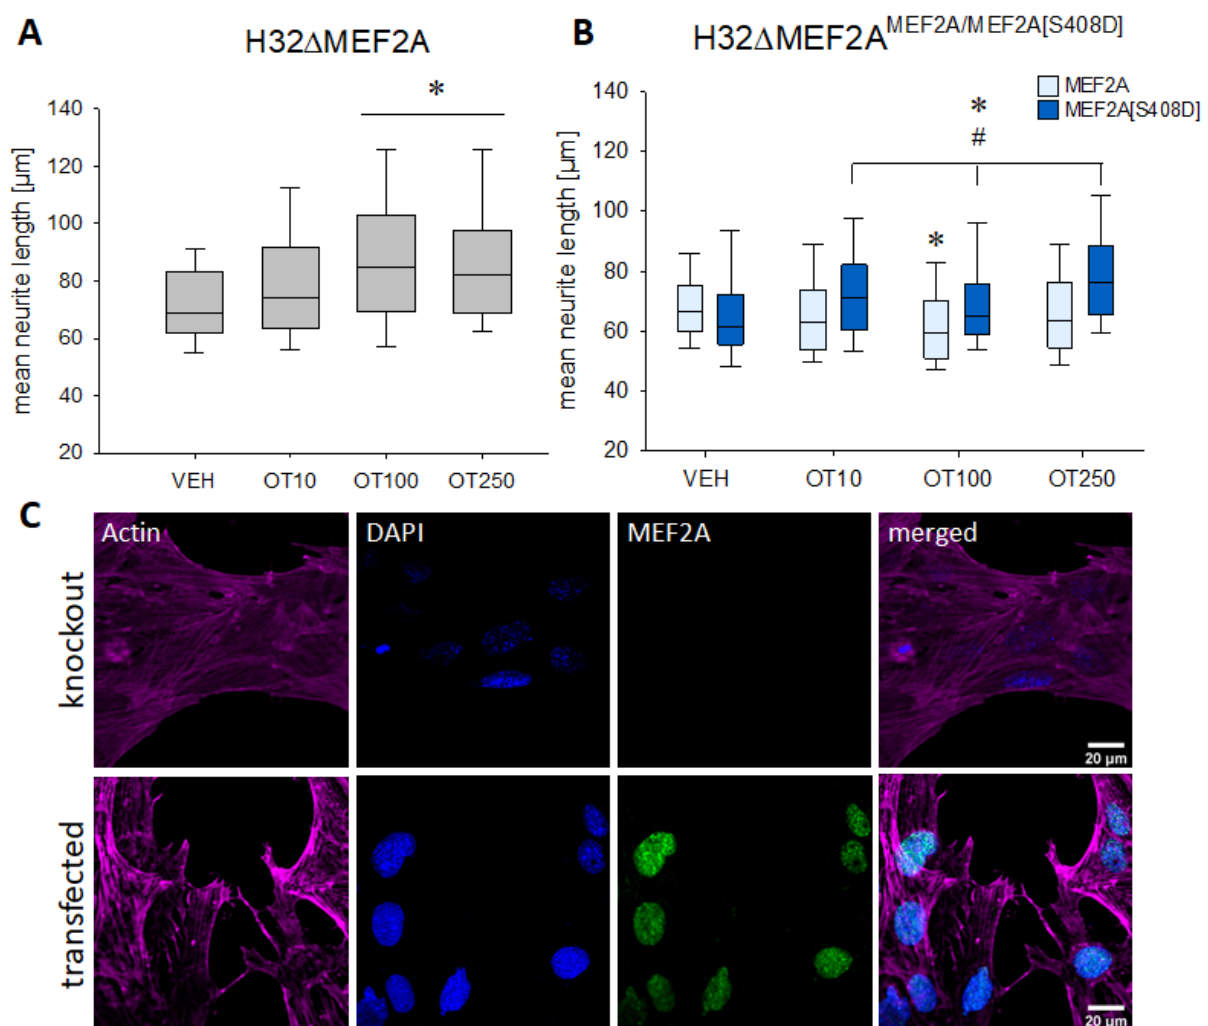 A
H32ΔMEF2A
*
mean neurite length [µm]
140
120
100
80
60
40
20
VEH OT10 OT100 OT250
B
H32ΔMEF2A^MEF2A/MEF2A[S408D]
MEF2A
MEF2A[S408D]
*
#
*
mean neurite length [µm]
140
120
100
80
60
40
20
VEH OT10 OT100 OT250
C
Actin DAPI MEF2A merged
knockout
20 µm
transfected
20 µm